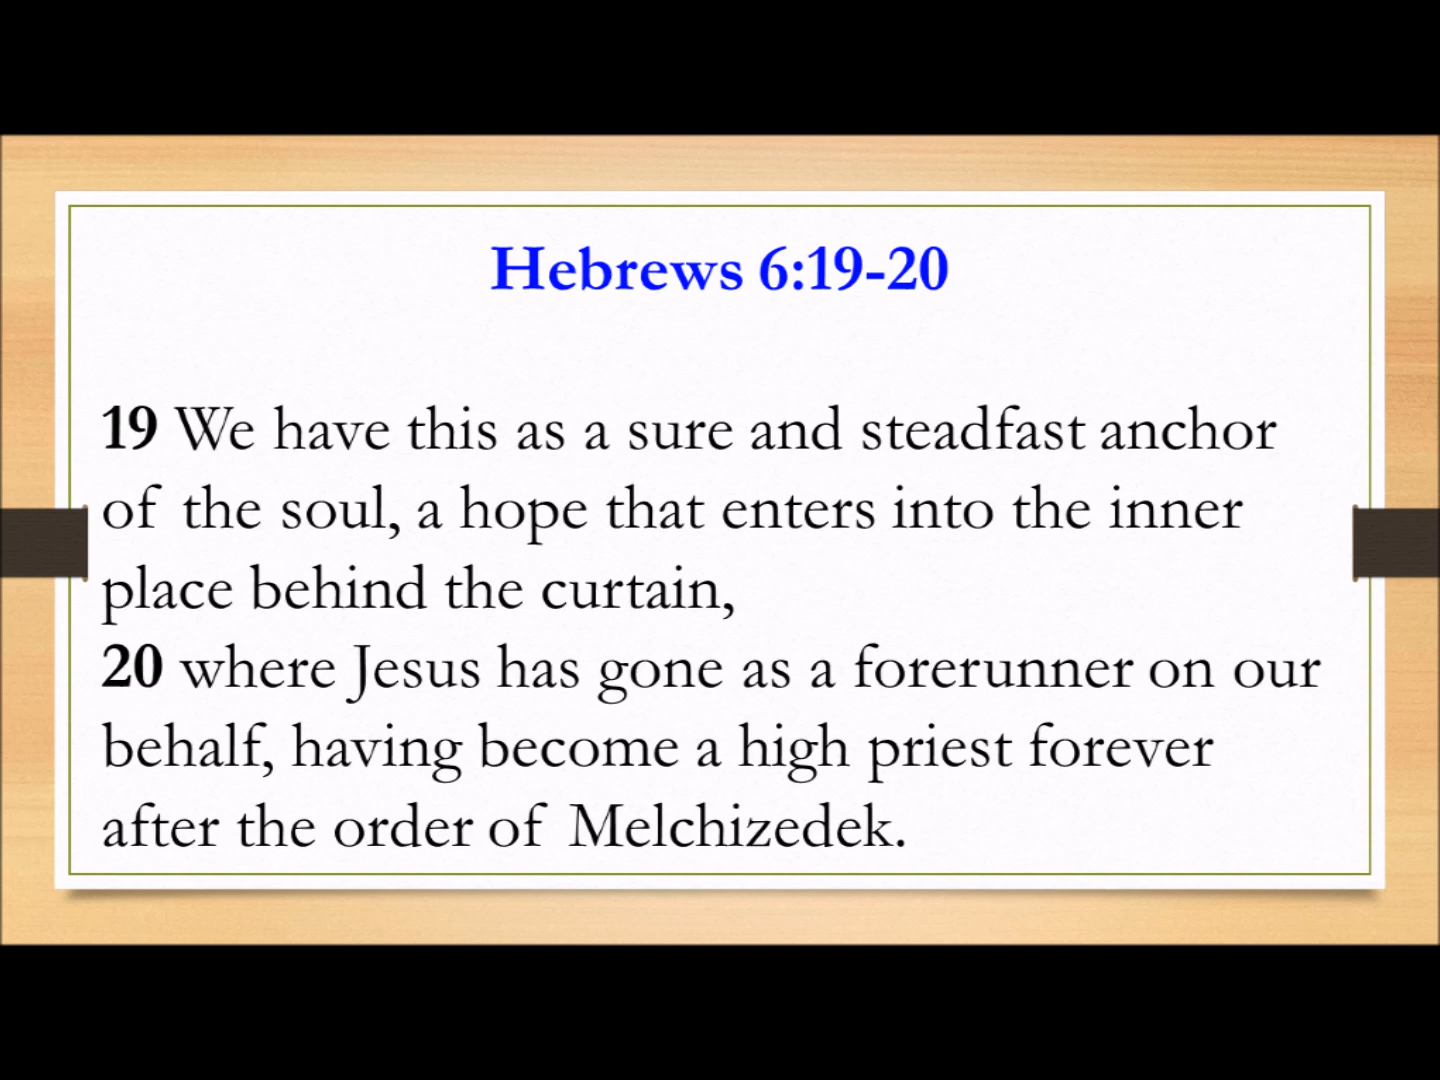 Hebrews 6:19-20
19 We have this as a sure and steadfast anchor
of the soul, a hope that enters into the inner
place behind the curtain,
20 where Jesus has gone as a forerunner on our
behalf, having become a high priest forever
after the order of Melchizedek.